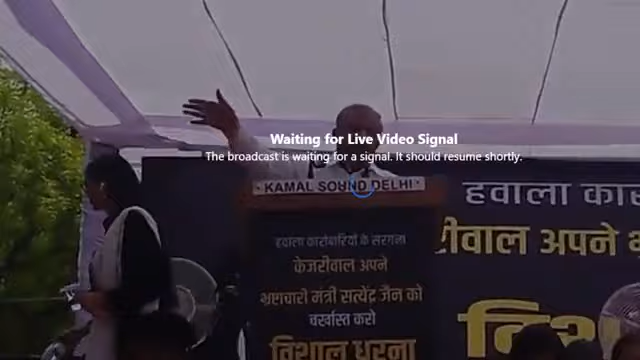 Waiting for Live Video Signal
The broadcast is waiting for a signal. It should resume shortly.
KAMAL SOUND DELHI
हवाला कारोबारियों के सरगना
केजरीवाल अपने
भ्रष्टाचारी मंत्री सत्येंद्र जैन को
बर्खास्त करो
विशाल धरना
हवाला
अपने